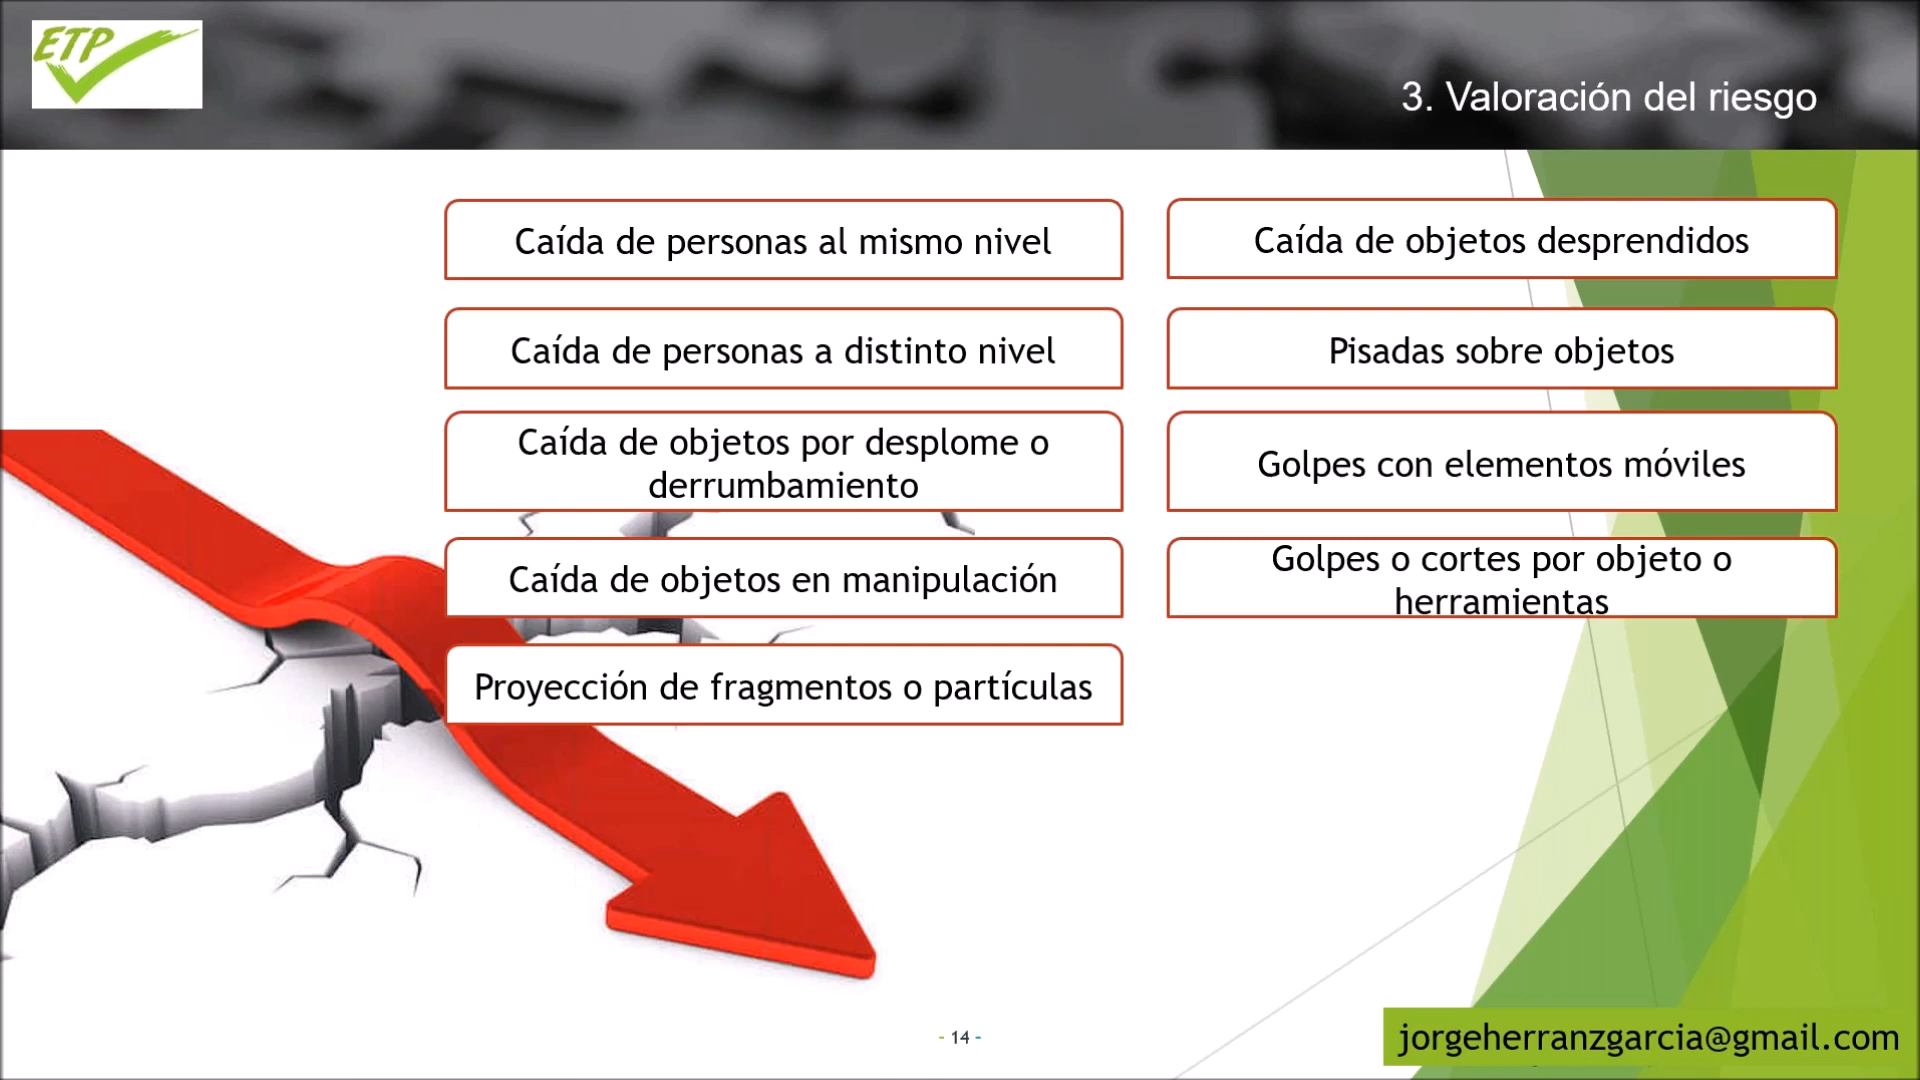 ETP
3. Valoración del riesgo
Caída de personas al mismo nivel
Caída de objetos desprendidos
Caída de personas a distinto nivel
Pisadas sobre objetos
Caída de objetos por desplome o
derrumbamiento
Golpes con elementos móviles
Caída de objetos en manipulación
Golpes o cortes por objeto o
herramientas
Proyección de fragmentos o partículas
- 14 -
jorgeherranzgarcia@gmail.com